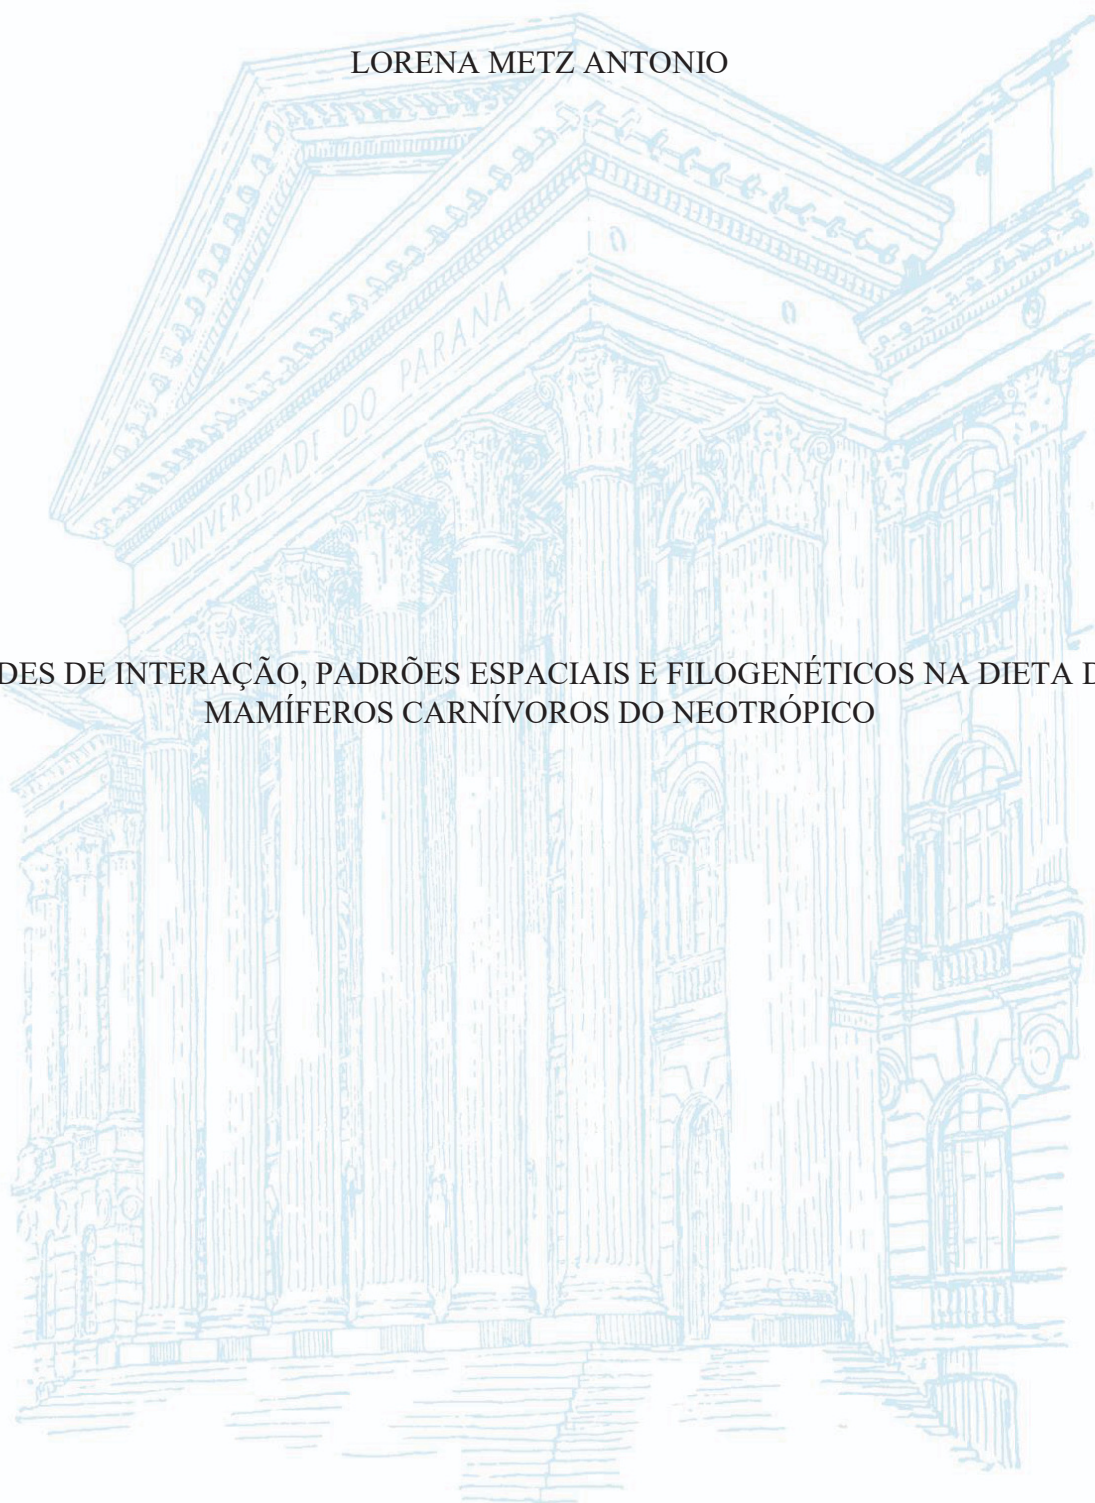 LORENA METZ ANTONIO
UNIVERSIDADE DO PARANÁ
DES DE INTERAÇÃO, PADRÕES ESPACIAIS E FILOGENÉTICOS NA DIETA D
MAMÍFEROS CARNÍVOROS DO NEOTRÓPICO